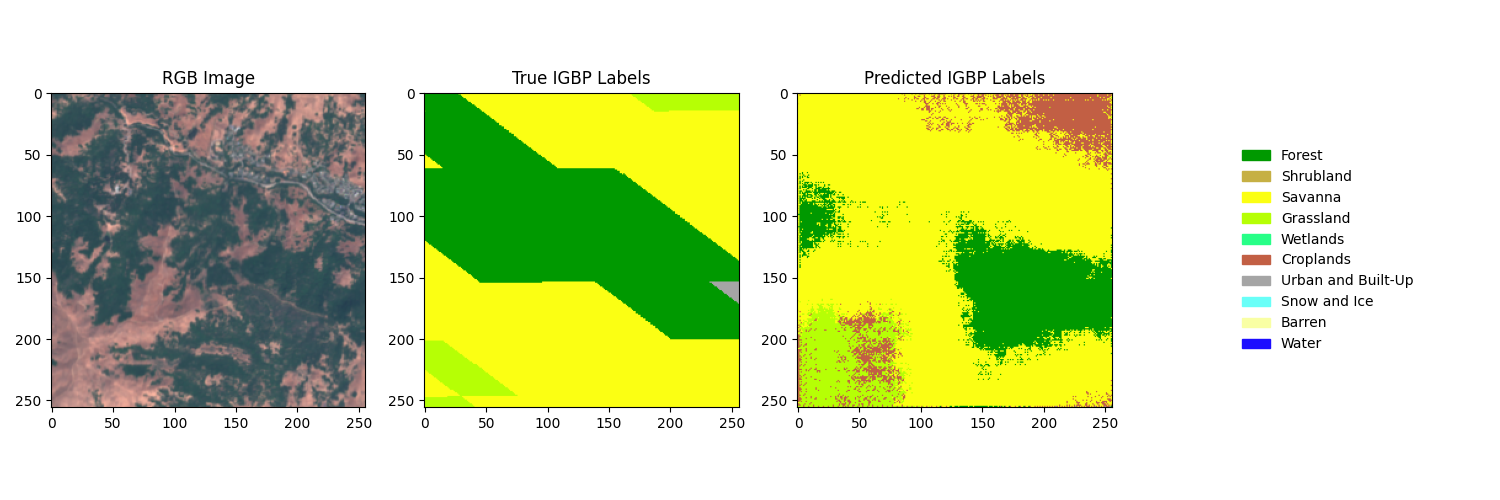 RGB Image
True IGBP Labels
Predicted IGBP Labels
0
50
100
150
200
250
0
50
100
150
200
250
0
50
100
150
200
250
0
50
100
150
200
250
0
50
100
150
200
250
0
50
100
150
200
250
Forest
Shrubland
Savanna
Grassland
Wetlands
Croplands
Urban and Built-Up
Snow and Ice
Barren
Water